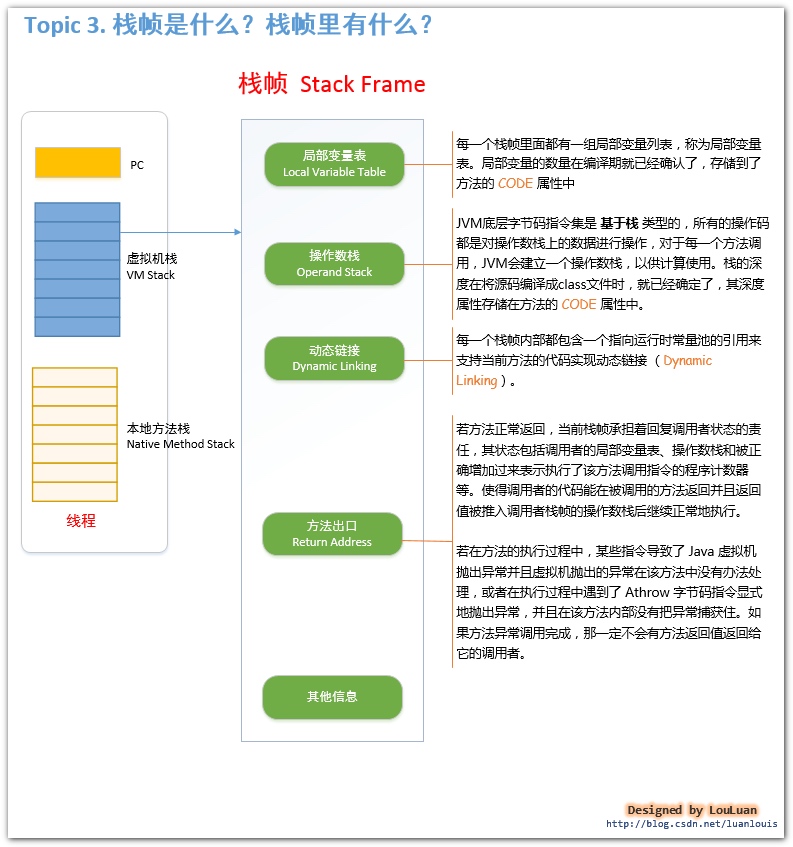 Topic 3. 栈帧是什么？栈帧里有什么？
栈帧 Stack Frame
PC
虚拟机栈
VM Stack
本地方法栈
Native Method Stack
线程
局部变量表
Local Variable Table
每一个栈帧里面都有一组局部变量列表，称为局部变量
表。局部变量的数量在编译期就已经确认了，存储到了
方法的 CODE 属性中
操作数栈
Operand Stack
JVM底层字节码指令集是 基于栈 类型的，所有的操作码
都是对操作数栈上的数据进行操作，对于每一个方法调
用，JVM会建立一个操作数栈，以供计算使用。栈的深
度在将源码编译成class文件时，就已经确定了，其深度
属性存储在方法的 CODE 属性中。
动态链接
Dynamic Linking
每一个栈帧内部都包含一个指向运行时常量池的引用来
支持当前方法的代码实现动态链接 （Dynamic
Linking）。
方法出口
Return Address
若方法正常返回，当前栈帧承担着回复调用者状态的责
任，其状态包括调用者的局部变量表、操作数栈和被正
确增加过来表示执行了该方法调用指令的程序计数器
等。使得调用者的代码能在被调用的方法返回并且返回
值被推入调用者栈帧的操作数栈后继续正常地执行。
若在方法的执行过程中，某些指令导致了 Java 虚拟机
抛出异常并且虚拟机抛出的异常在该方法中没有办法处
理，或者在执行过程中遇到了 Athrow 字节码指令显式
地抛出异常，并且在该方法内部没有把异常捕获住。如
果方法异常调用完成，那一定不会有方法返回值返回给
它的调用者。
其他信息
Designed by LouLuan
http://blog.csdn.net/luanlouis